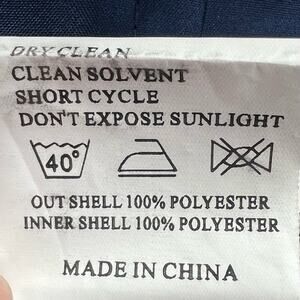 DRY CLEAN
CLEAN SOLVENT
SHORT CYCLE
DON'T EXPOSE SUNLIGHT
40°
OUT SHELL 100% POLYESTER
INNER SHELL 100% POLYESTER
MADE IN CHINA